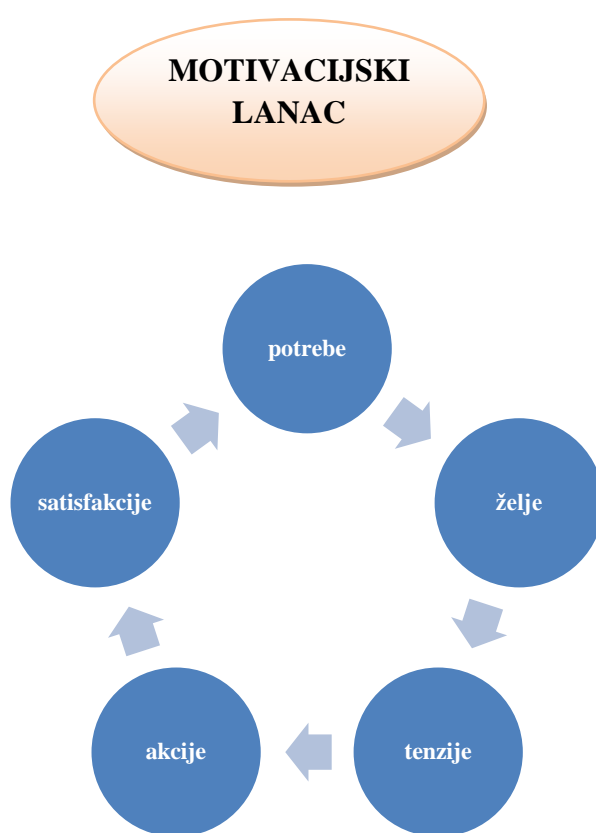 MOTIVACIJSKI
LANAC
potrebe
želje
tenzije
akcije
satisfakcije